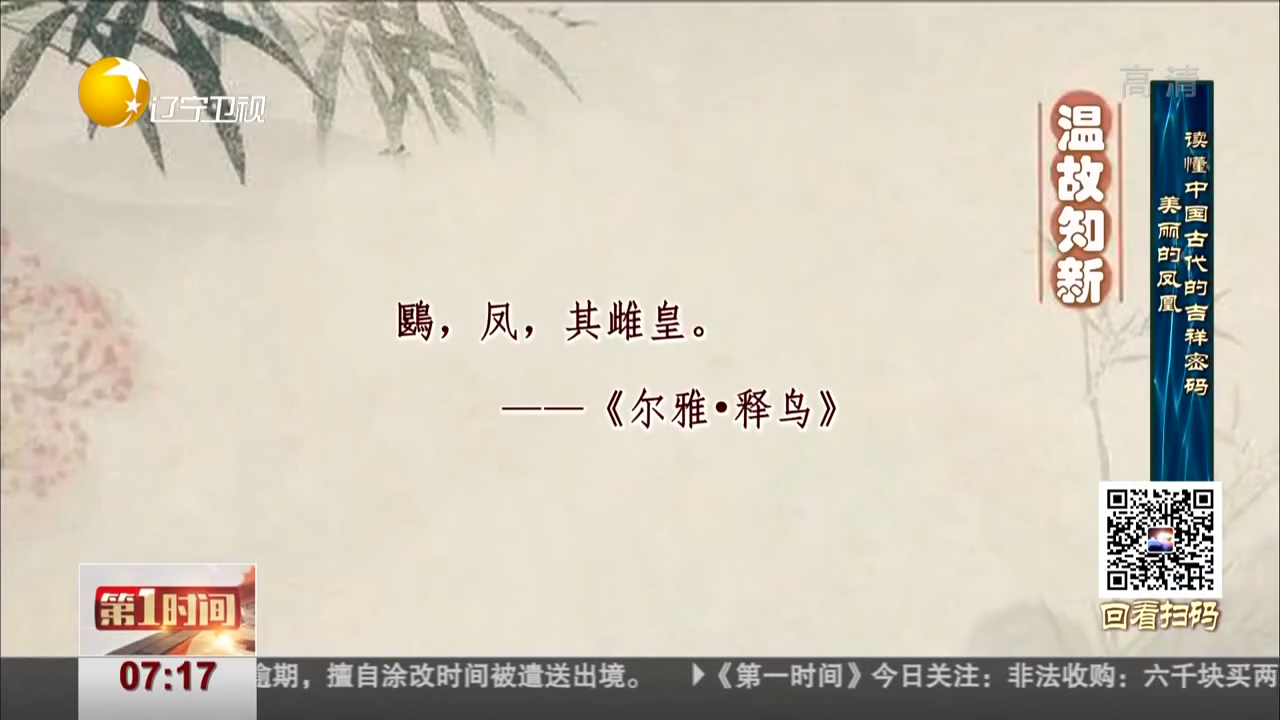 辽宁卫视
高清
温故知新
读懂中国古代的吉祥密码
美丽的凤凰
鶠，凤，其雌皇。
——《尔雅•释鸟》
回看扫码
第1时间
07:17
逾期，擅自涂改时间被遣送出境。 ▶《第一时间》今日关注：非法收购：六千块买两